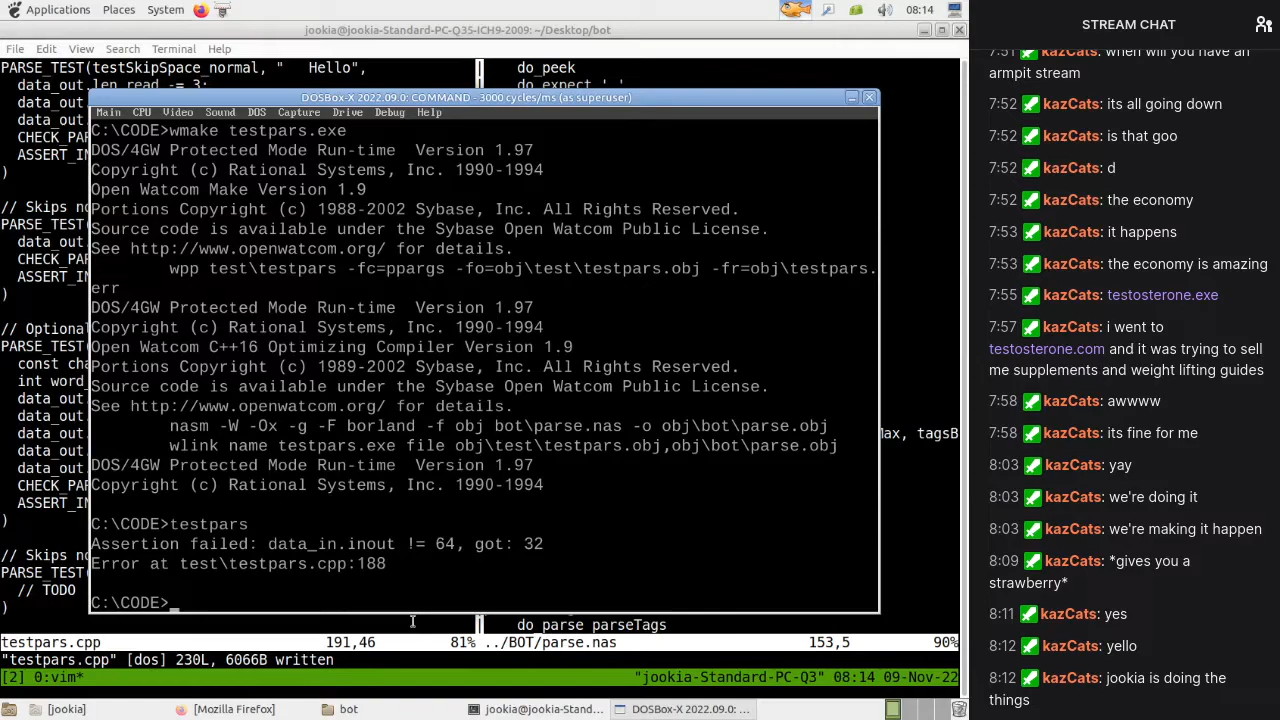 Applications Places System 08:14
jookia@jookia-Standard-PC-Q35-ICH9-2009: ~/Desktop/bot
File Edit View Search Terminal Help
PARSE_TEST(testSkipSpace_normal, "   Hello",
data_out.len_read -= 3;
data_out
data_out
CHECK_PA
ASSERT_IN
)
// Skips no
PARSE_TEST(
data_out.
CHECK_PA
ASSERT_IN
)
// Optiona
PARSE_TEST(
const cha
int word_
data_out.
data_out.
data_out.
data_out.
data_out.
CHECK_PAR
ASSERT_IN
)
// Skips no
PARSE_TEST(
// TODO
)
do_peek
do_expect ' '
Max, tagsB
do_parse parseTags
DOSBox-X 2022.09.0: COMMAND - 3000 cycles/ms (as superuser)
Main CPU Video Sound DOS Capture Drive Debug Help
C:\CODE>wmake testpars.exe
DOS/4GW Protected Mode Run-time  Version 1.97
Copyright (c) Rational Systems, Inc. 1990-1994
Open Watcom Make Version 1.9
Portions Copyright (c) 1988-2002 Sybase, Inc. All Rights Reserved.
Source code is available under the Sybase Open Watcom Public License.
See http://www.openwatcom.org/ for details.
wpp test\testpars -fc=ppargs -fo=obj\test\testpars.obj -fr=obj\testpars.
err
DOS/4GW Protected Mode Run-time  Version 1.97
Copyright (c) Rational Systems, Inc. 1990-1994
Open Watcom C++16 Optimizing Compiler Version 1.9
Portions Copyright (c) 1989-2002 Sybase, Inc. All Rights Reserved.
Source code is available under the Sybase Open Watcom Public License.
See http://www.openwatcom.org/ for details.
nasm -W -Ox -g -F borland -f obj bot\parse.nas -o obj\bot\parse.obj
wlink name testpars.exe file obj\test\testpars.obj,obj\bot\parse.obj
DOS/4GW Protected Mode Run-time  Version 1.97
Copyright (c) Rational Systems, Inc. 1990-1994
C:\CODE>testpars
Assertion failed: data_in.inout != 64, got: 32
Error at test\testpars.cpp:188
C:\CODE>_
testpars.cpp 191,46 81% ../BOT/parse.nas 153,5 90%
"testpars.cpp" [dos] 230L, 6066B written
[2] 0:vim* "jookia-Standard-PC-Q3" 08:14 09-Nov-22
[jookia] [Mozilla Firefox] bot jookia@jookia-Stand... DOSBox-X 2022.09.0: ...
STREAM CHAT
7:51 kazCats: when will you have an
armpit stream
7:52 kazCats: its all going down
7:52 kazCats: is that goo
7:52 kazCats: d
7:52 kazCats: the economy
7:53 kazCats: it happens
7:53 kazCats: the economy is amazing
7:55 kazCats: testosterone.exe
7:57 kazCats: i went to
testosterone.com and it was trying to sell
me supplements and weight lifting guides
7:58 kazCats: awwww
7:58 kazCats: its fine for me
8:03 kazCats: yay
8:03 kazCats: we're doing it
8:03 kazCats: we're making it happen
8:09 kazCats: *gives you a
strawberry*
8:11 kazCats: yes
8:12 kazCats: yello
8:12 kazCats: jookia is doing the
things